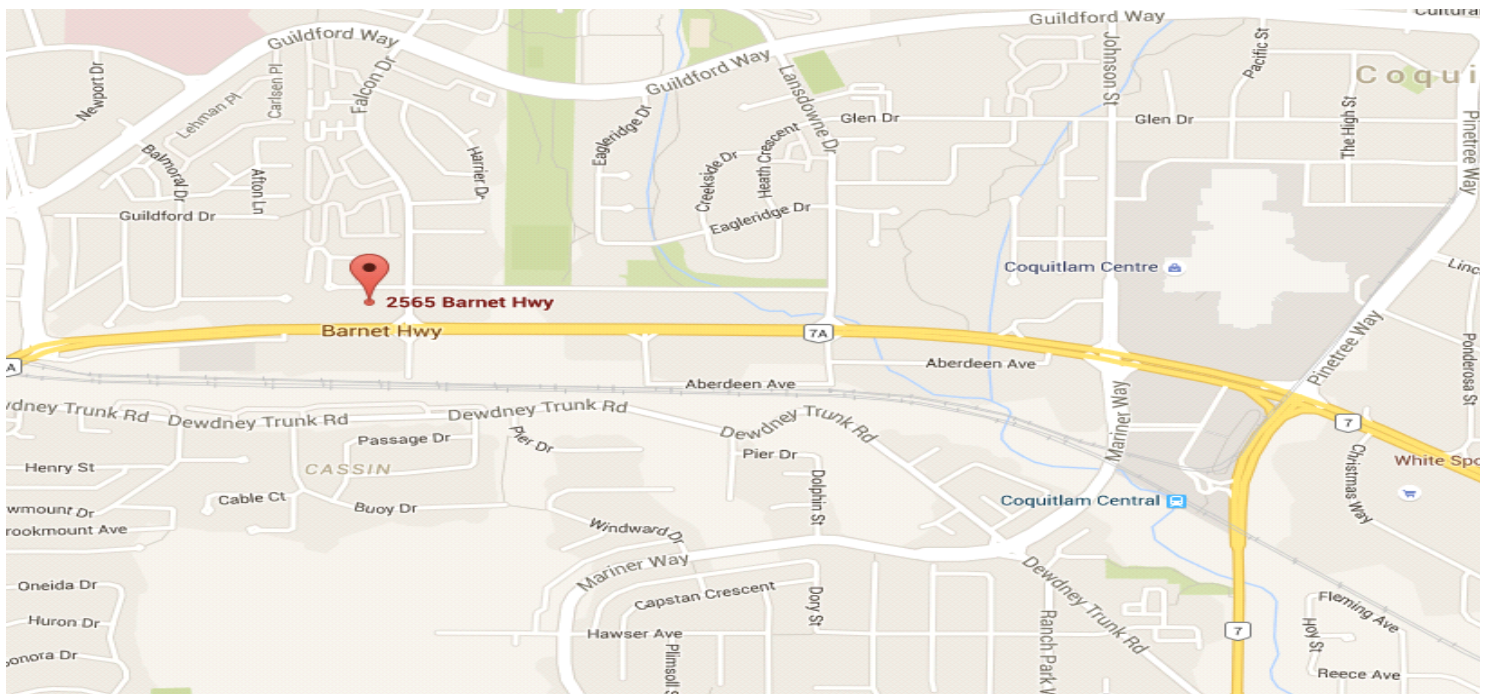 Guildford Way
Cultural
Guildford Way
Johnson St
Pacific St
Newport Dr
Carlsen Pl
Falcon Dr
Guildford Way
Lansdowne Dr
Coqui
Lehman Pl
Glen Dr
Glen Dr
The High St
Pinetree Way
Balmoral Dr
Afton Ln
Harrier Dr
Eagleridge Dr
Creekside Dr
Heath Crescent
Guildford Dr
Eagleridge Dr
Coquitlam Centre
Linc
2565 Barnet Hwy
Barnet Hwy
7A
Pinetree Way
Ponderosa St
A
Aberdeen Ave
Aberdeen Ave
wdney Trunk Rd
Dewdney Trunk Rd
Dewdney Trunk Rd
Dewdney Trunk Rd
Mariner Way
7
Passage Dr
Pier Dr
Pier Dr
Henry St
CASSIN
Christmas Way
White Spo
Cable Ct
Buoy Dr
Dolphin St
Coquitlam Central
wmount Dr
rookmount Ave
Windward Dr
Mariner Way
Dewdney Trunk Rd
Oneida Dr
Capstan Crescent
Dory St
Fleming Ave
Huron Dr
Hawser Ave
Ranch Park W
7
Hoy St
onora Dr
Plimsoll S
Reece Ave